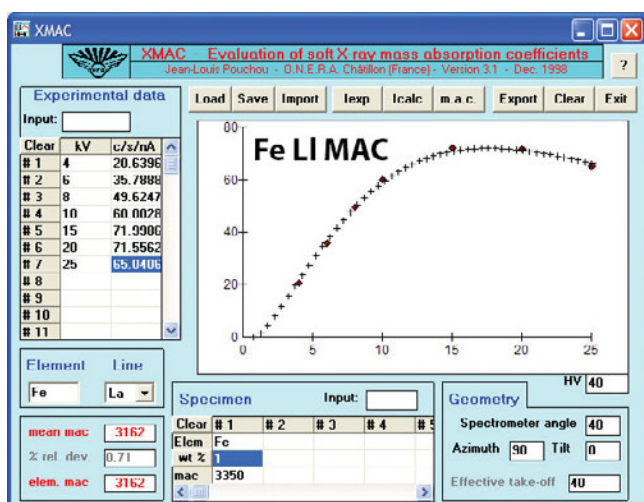 XMAC
XMAC - Evaluation of soft X ray mass absorption coefficients
Jean-Louis Pouchou - O.N.E.R.A. Châtillon (France) - Version 3.1 - Dec. 1998
?
Experimental data
Input:
Clear kV c/s/nA
# 1 4 20.6396
# 2 6 35.7888
# 3 8 49.6247
# 4 10 60.0028
# 5 15 71.9906
# 6 20 71.5562
# 7 25 65.0406
# 8
# 9
# 10
# 11
Load Save Import Iexp Icalc m.a.c. Export Clear Exit
Fe Ll MAC
80
60
40
20
0
0 5 10 15 20 25
HV 40
Element Line
Fe La
mean mac 3162
% rel dev 0.71
elem. mac 3162
Specimen Input:
Clear # 1 # 2 # 3 # 4
Elem Fe
wt % 1
mac 3350
Geometry
Spectrometer angle 40
Azimuth 90 Tilt 0
Effective take-off 40